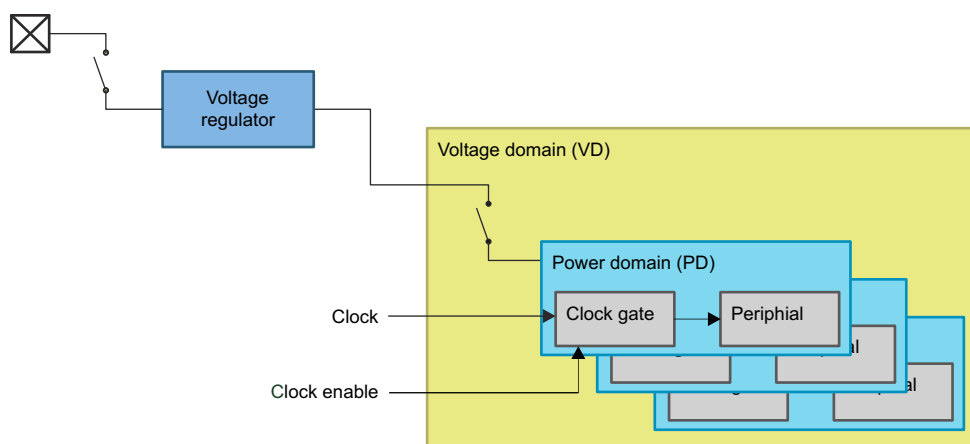 Voltage
regulator
Voltage domain (VD)
Power domain (PD)
Clock
Clock gate
Periphial
Clock enable